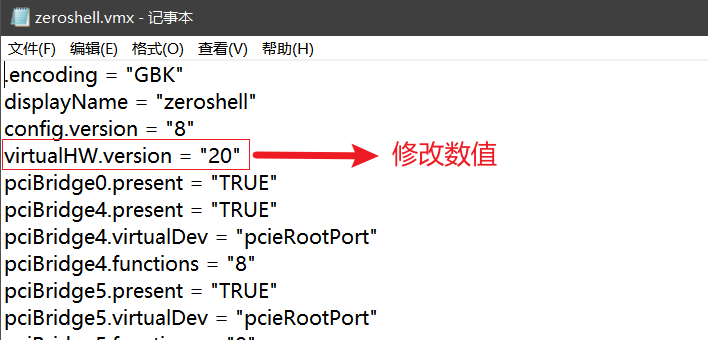 zeroshell.vmx - 记事本
文件(F) 编辑(E) 格式(O) 查看(V) 帮助(H)
.encoding = "GBK"
displayName = "zeroshell"
config.version = "8"
virtualHW.version = "20" 修改数值
pciBridge0.present = "TRUE"
pciBridge4.present = "TRUE"
pciBridge4.virtualDev = "pcieRootPort"
pciBridge4.functions = "8"
pciBridge5.present = "TRUE"
pciBridge5.virtualDev = "pcieRootPort"